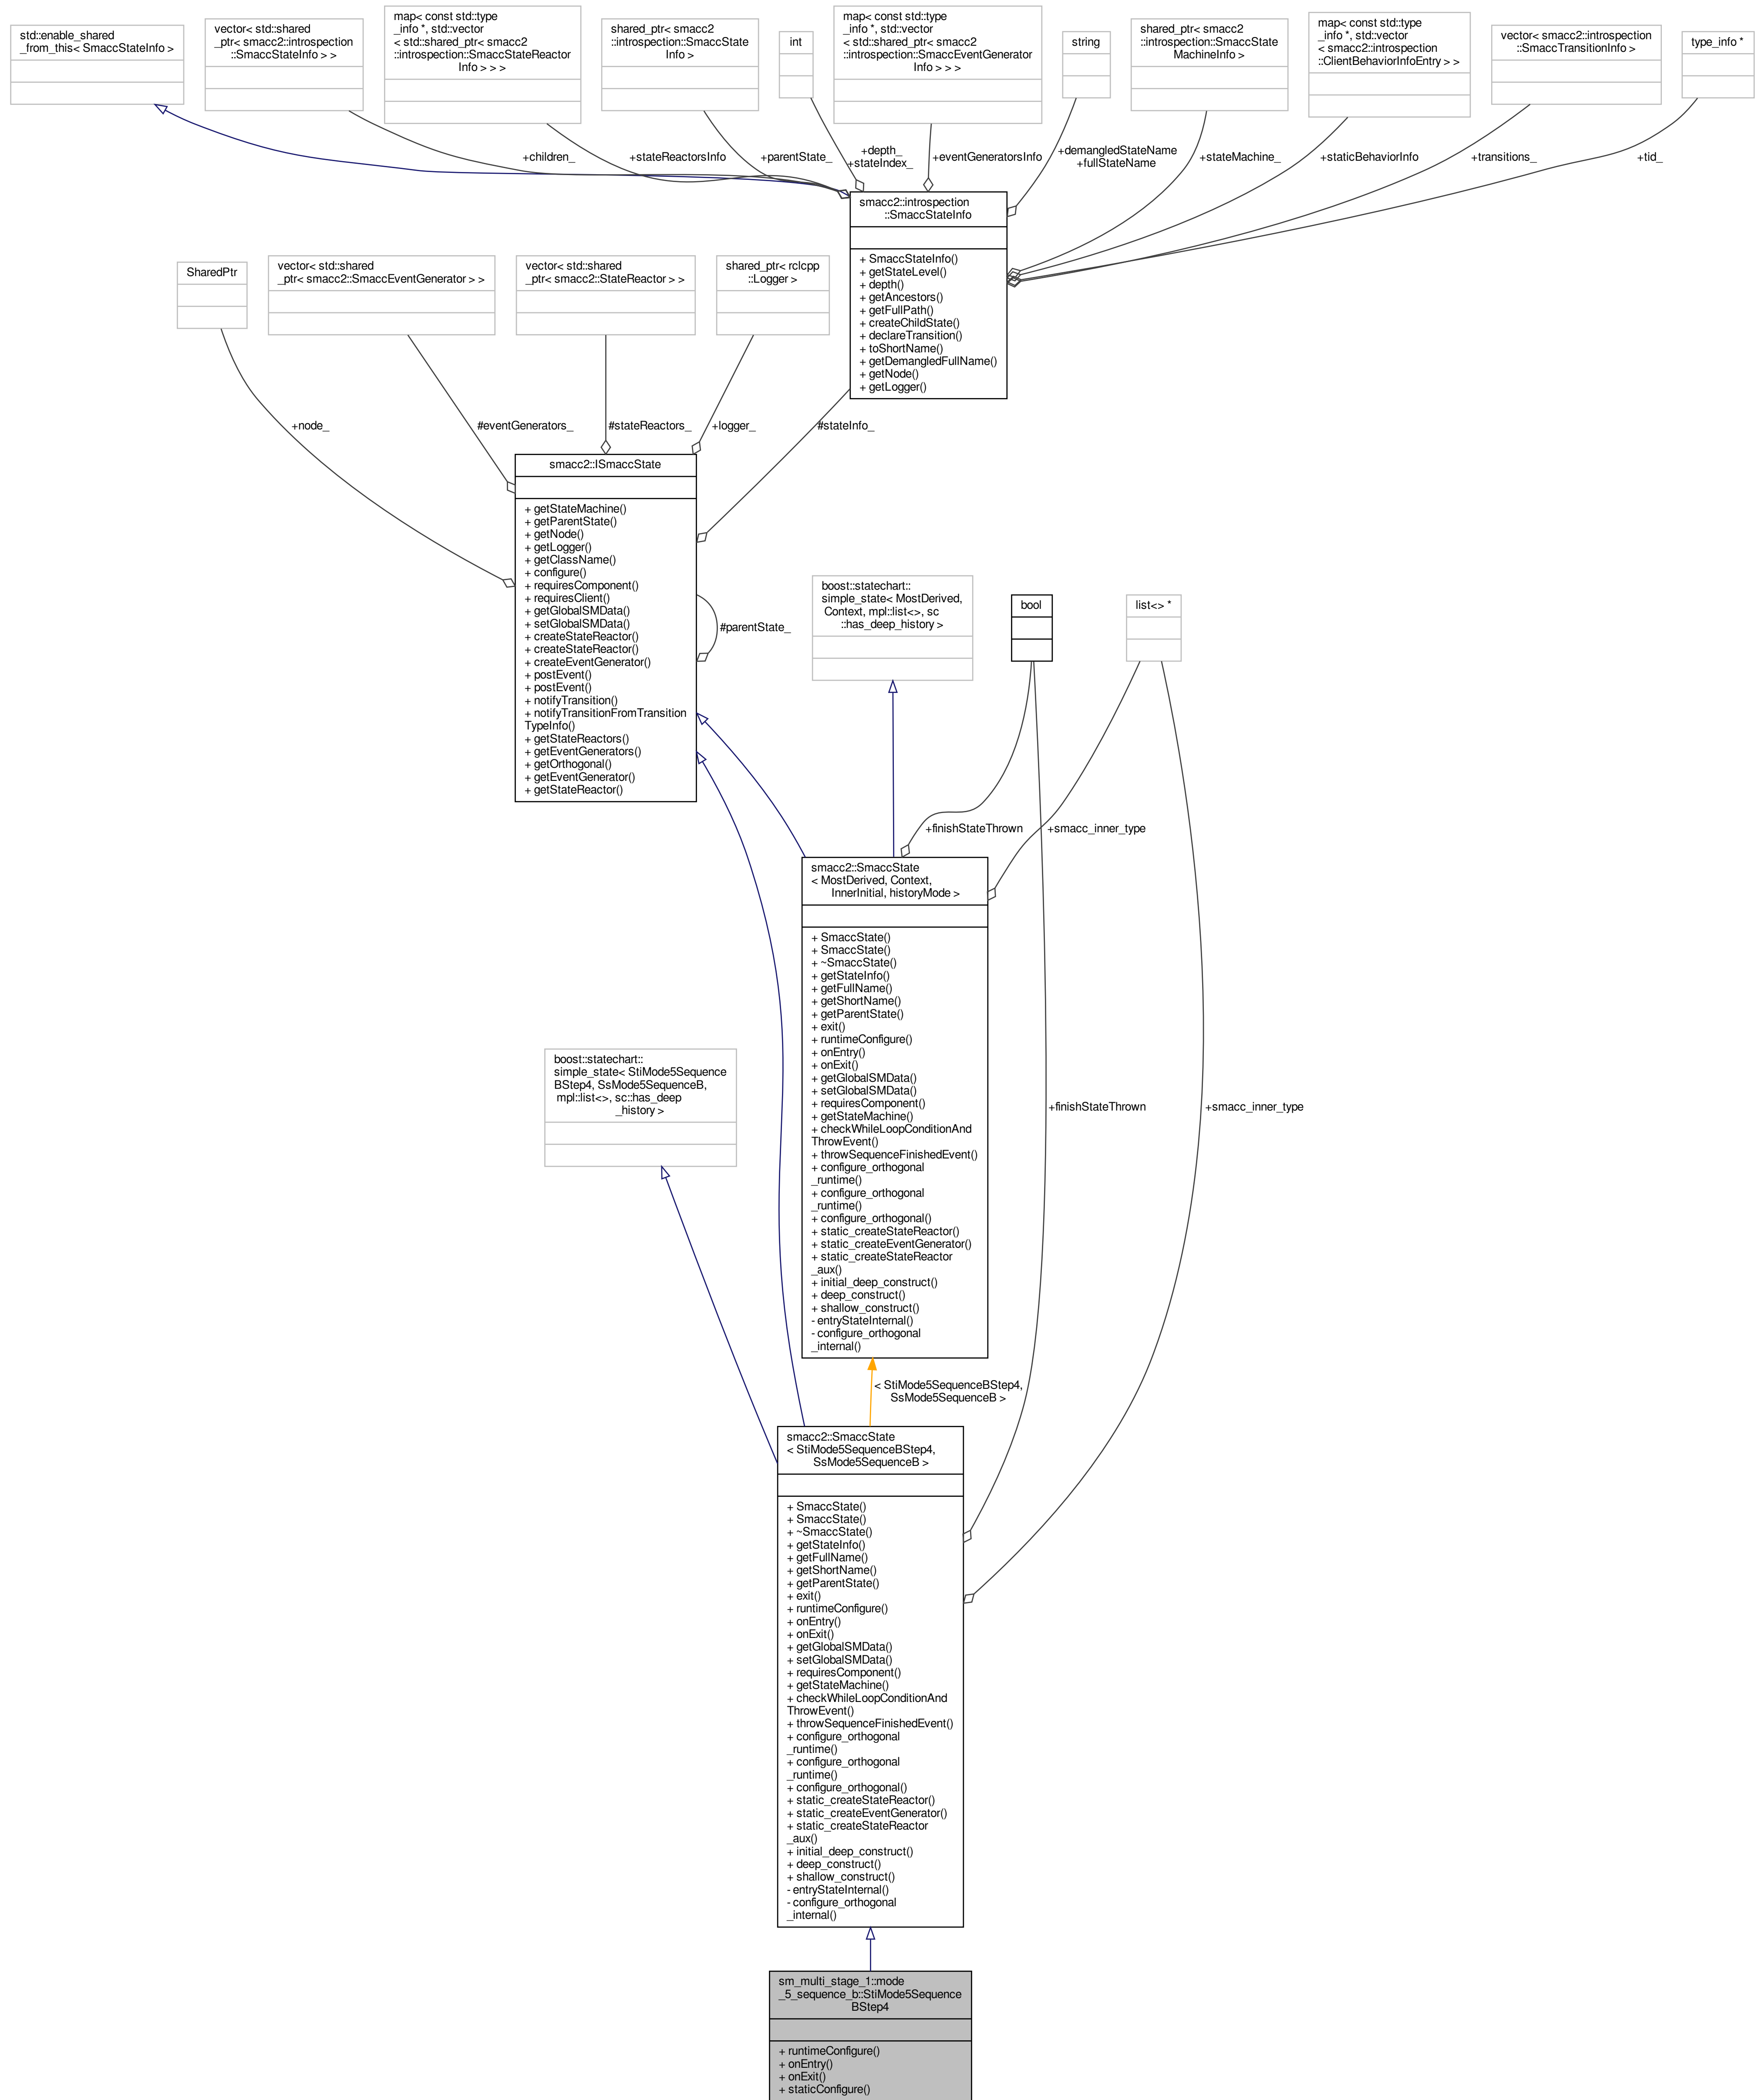 std::enable_shared
_from_this< SmaccStateInfo >
vector< std::shared
_ptr< smacc2::introspection
::SmaccStateInfo > >
map< const std::type
_info *, std::vector
< std::shared_ptr< smacc2
::introspection::SmaccStateReactor
Info > > >
shared_ptr< smacc2
::introspection::SmaccState
Info >
int
map< const std::type
_info *, std::vector
< std::shared_ptr< smacc2
::introspection::SmaccEventGenerator
Info > > >
string
shared_ptr< smacc2
::introspection::SmaccState
MachineInfo >
map< const std::type
_info *, std::vector
< smacc2::introspection
::ClientBehaviorInfoEntry > >
vector< smacc2::introspection
::SmaccTransitionInfo >
type_info *
+children_
+stateReactorsInfo
+parentState_
+depth_
+stateIndex_
+eventGeneratorsInfo
+demangledStateName
+fullStateName
+stateMachine_
+staticBehaviorInfo
+transitions_
+tid_
smacc2::introspection
::SmaccStateInfo
+ SmaccStateInfo()
+ getStateLevel()
+ depth()
+ getAncestors()
+ getFullPath()
+ createChildState()
+ declareTransition()
+ toShortName()
+ getDemangledFullName()
+ getNode()
+ getLogger()
SharedPtr
vector< std::shared
_ptr< smacc2::SmaccEventGenerator > >
vector< std::shared
_ptr< smacc2::StateReactor > >
shared_ptr< rclcpp
::Logger >
+node_
#eventGenerators_
#stateReactors_
+logger_
#stateInfo_
smacc2::ISmaccState
+ getStateMachine()
+ getParentState()
+ getNode()
+ getLogger()
+ getClassName()
+ configure()
+ requiresComponent()
+ requiresClient()
+ getGlobalSMData()
+ setGlobalSMData()
+ createStateReactor()
+ createStateReactor()
+ createEventGenerator()
+ postEvent()
+ postEvent()
+ notifyTransition()
+ notifyTransitionFromTransition
TypeInfo()
+ getStateReactors()
+ getEventGenerators()
+ getOrthogonal()
+ getEventGenerator()
+ getStateReactor()
#parentState_
boost::statechart::
simple_state< MostDerived,
Context, mpl::list<>, sc
::has_deep_history >
bool
list<> *
+finishStateThrown
+smacc_inner_type
smacc2::SmaccState
< MostDerived, Context,
InnerInitial, historyMode >
+ SmaccState()
+ SmaccState()
+ ~SmaccState()
+ getStateInfo()
+ getFullName()
+ getShortName()
+ getParentState()
+ exit()
+ runtimeConfigure()
+ onEntry()
+ onExit()
+ getGlobalSMData()
+ setGlobalSMData()
+ requiresComponent()
+ getStateMachine()
+ checkWhileLoopConditionAnd
ThrowEvent()
+ throwSequenceFinishedEvent()
+ configure_orthogonal
_runtime()
+ configure_orthogonal
_runtime()
+ configure_orthogonal()
+ static_createStateReactor()
+ static_createEventGenerator()
+ static_createStateReactor
_aux()
+ initial_deep_construct()
+ deep_construct()
+ shallow_construct()
- entryStateInternal()
- configure_orthogonal
_internal()
boost::statechart::
simple_state< StiMode5Sequence
BStep4, SsMode5SequenceB,
mpl::list<>, sc::has_deep
_history >
+finishStateThrown
+smacc_inner_type
< StiMode5SequenceBStep4,
SsMode5SequenceB >
smacc2::SmaccState
< StiMode5SequenceBStep4,
SsMode5SequenceB >
+ SmaccState()
+ SmaccState()
+ ~SmaccState()
+ getStateInfo()
+ getFullName()
+ getShortName()
+ getParentState()
+ exit()
+ runtimeConfigure()
+ onEntry()
+ onExit()
+ getGlobalSMData()
+ setGlobalSMData()
+ requiresComponent()
+ getStateMachine()
+ checkWhileLoopConditionAnd
ThrowEvent()
+ throwSequenceFinishedEvent()
+ configure_orthogonal
_runtime()
+ configure_orthogonal
_runtime()
+ configure_orthogonal()
+ static_createStateReactor()
+ static_createEventGenerator()
+ static_createStateReactor
_aux()
+ initial_deep_construct()
+ deep_construct()
+ shallow_construct()
- entryStateInternal()
- configure_orthogonal
_internal()
sm_multi_stage_1::mode
_5_sequence_b::StiMode5Sequence
BStep4
+ runtimeConfigure()
+ onEntry()
+ onExit()
+ staticConfigure()